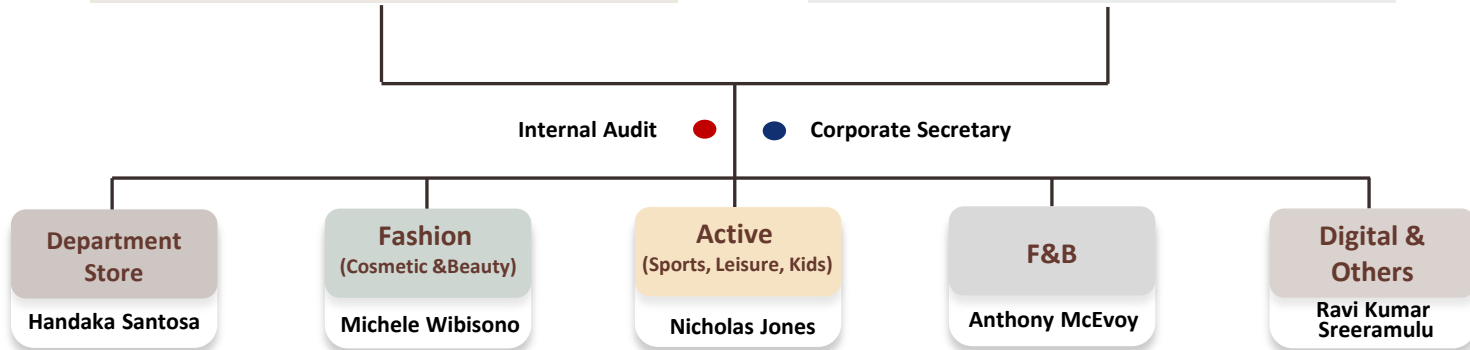 Internal Audit
Corporate Secretary
Department
Store
Handaka Santosa
Fashion
(Cosmetic &Beauty)
Michele Wibisono
Active
(Sports, Leisure, Kids)
Nicholas Jones
F&B
Anthony McEvoy
Digital &
Others
Ravi Kumar
Sreeramulu